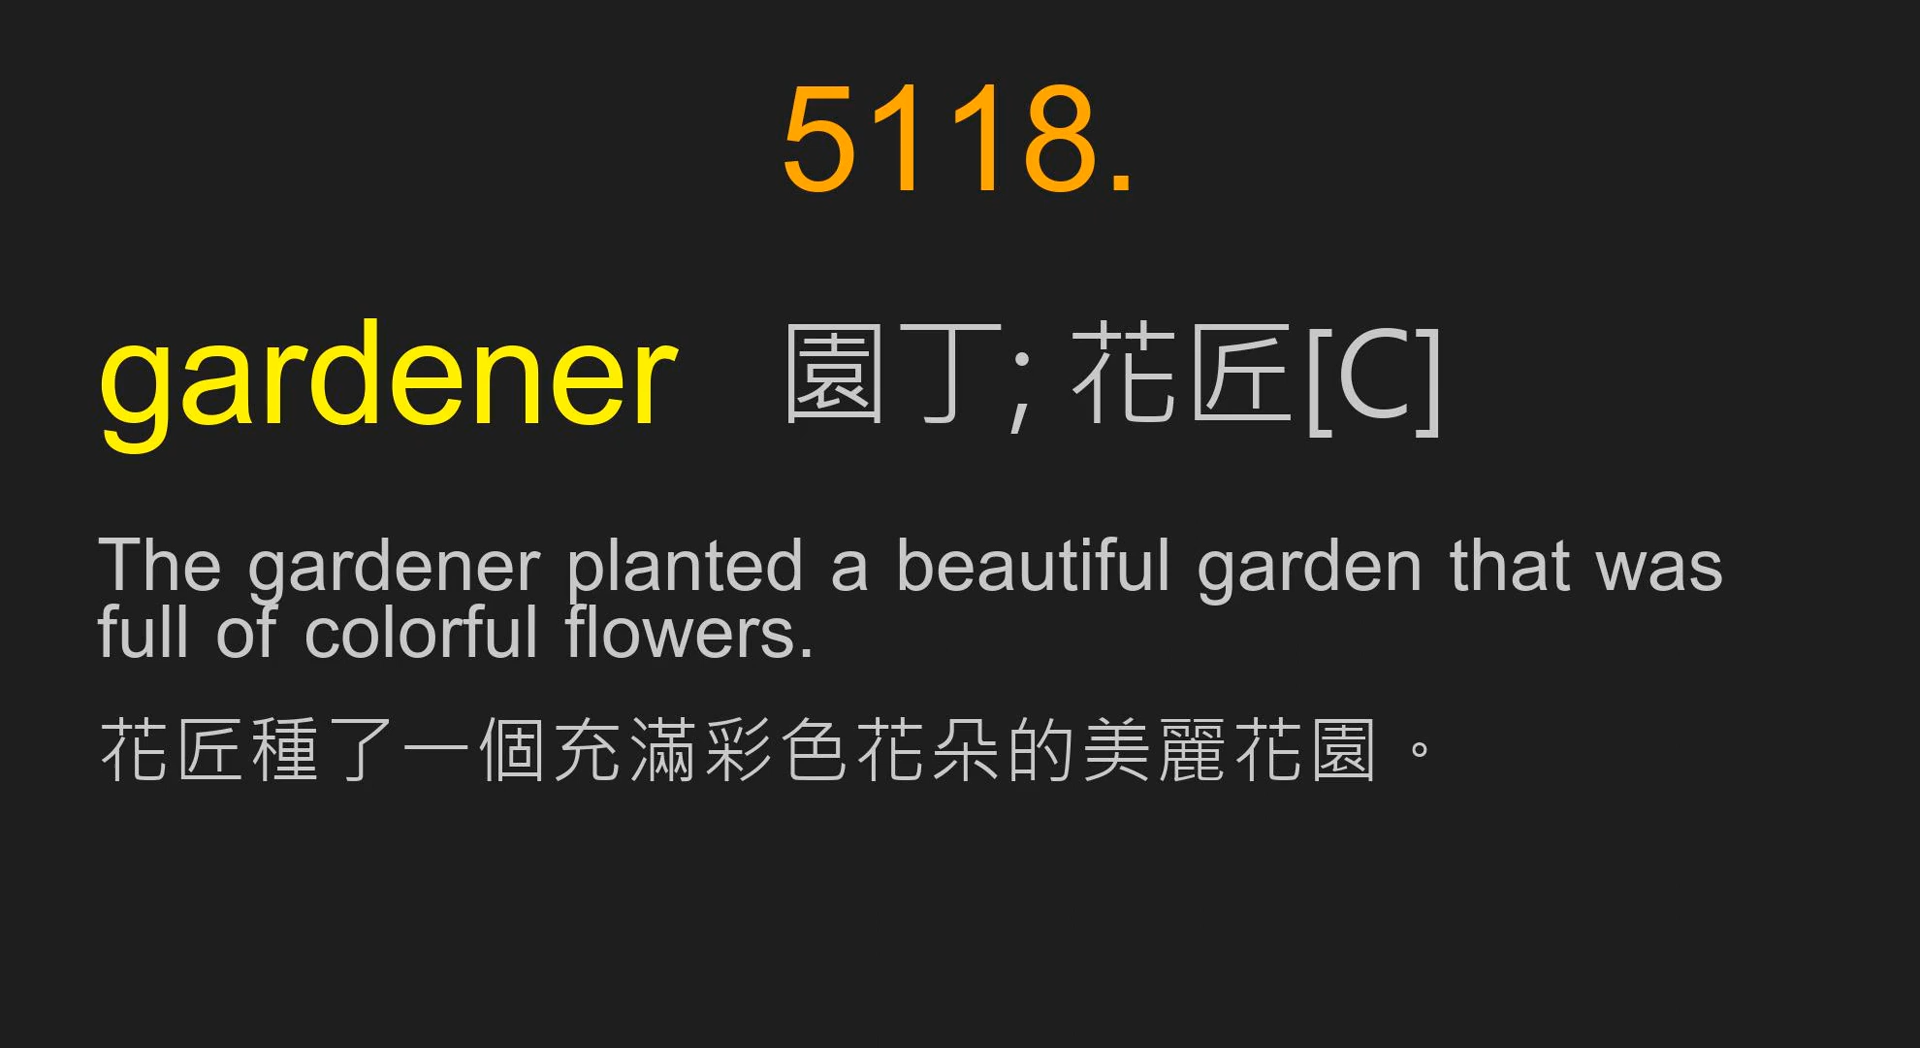 5118.
gardener 園丁; 花匠[C]
The gardener planted a beautiful garden that was
full of colorful flowers.
花匠種了一個充滿彩色花朵的美麗花園。